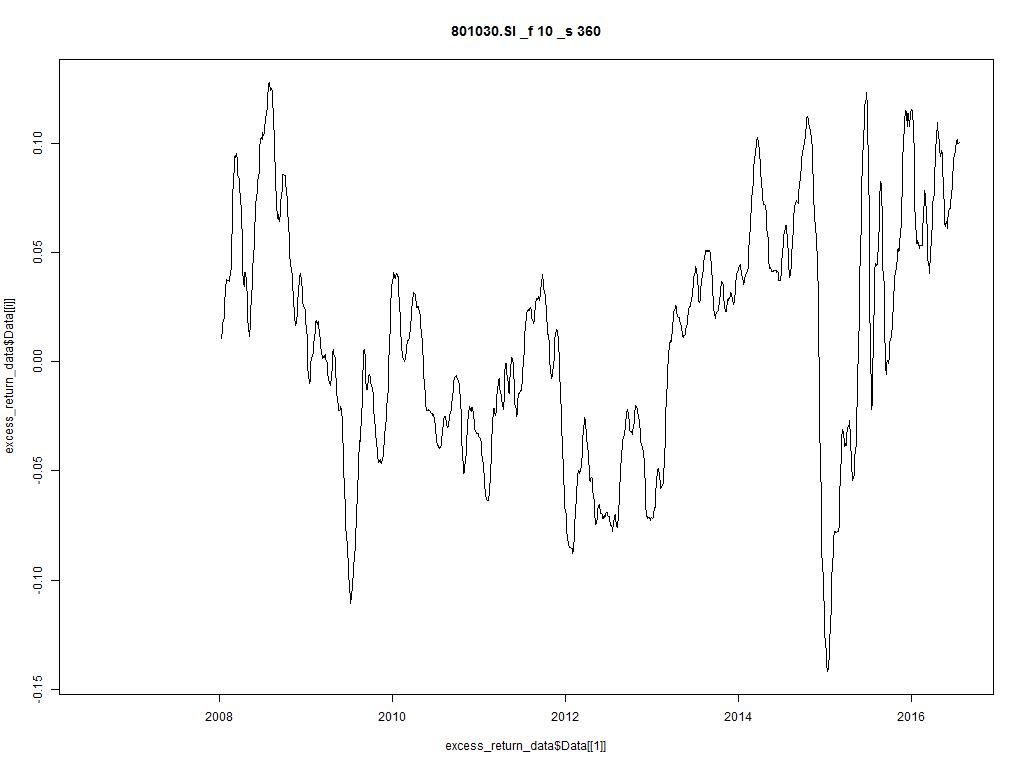 801030.SI _f 10 _s 360
excess_return_data$Data[[i]]
0.10
0.05
0.00
-0.05
-0.10
-0.15
2008 2010 2012 2014 2016
excess_return_data$Data[[1]]